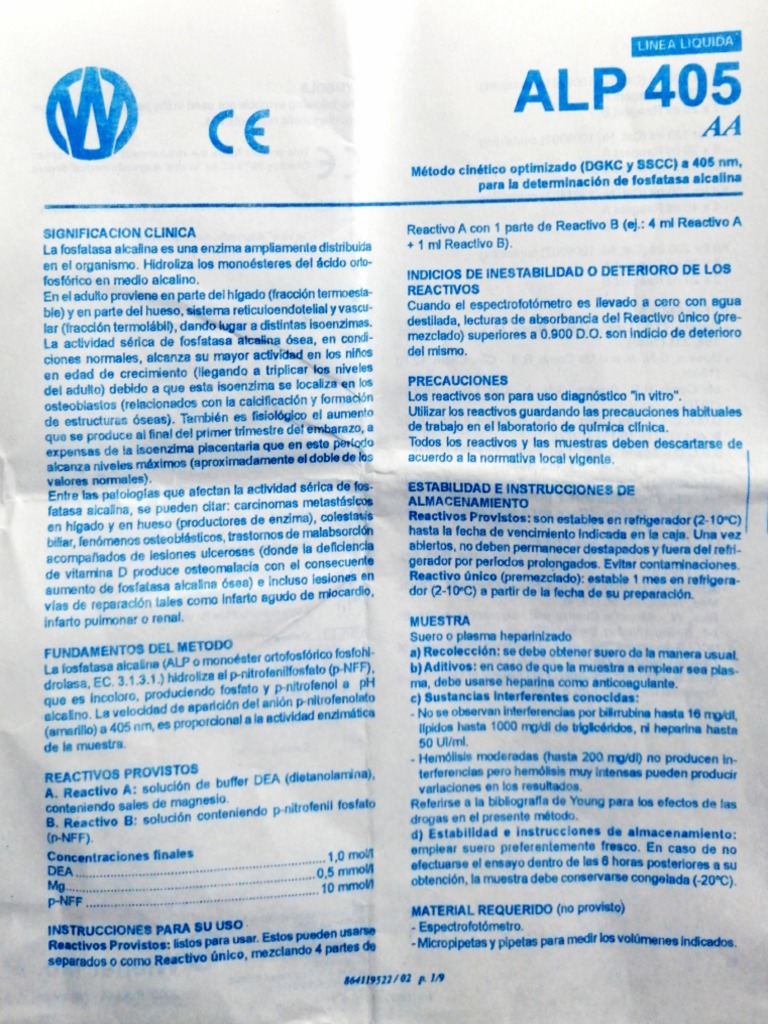 LINEA LIQUIDA
ALP 405
AA
W
CE
Método cinético optimizado (DGKC y SSCC) a 405 nm,
para la determinación de fosfatasa alcalina
SIGNIFICACION CLINICA
La fosfatasa alcalina es una enzima ampliamente distribuida
en el organismo. Hidroliza los monoésteres del ácido orto-
fosfórico en medio alcalino.
En el adulto proviene en parte del hígado (fracción termoesta-
ble) y en parte del hueso, sistema reticuloendotelial y vascu-
lar (fracción termolábil), dando lugar a distintas isoenzimas.
La actividad sérica de fosfatasa alcalina ósea, en condi-
ciones normales, alcanza su mayor actividad en los niños
en edad de crecimiento (llegando a triplicar los niveles
del adulto) debido a que esta isoenzima se localiza en los
osteoblastos (relacionados con la calcificación y formación
de estructuras óseas). También es fisiológico el aumento
que se produce al final del primer trimestre del embarazo, a
expensas de la isoenzima placentaria que en este período
alcanza niveles máximos (aproximadamente el doble de los
valores normales).
Entre las patologías que afectan la actividad sérica de fos-
fatasa alcalina, se pueden citar: carcinomas metastásicos
en hígado y en hueso (productores de enzima), colestasis
biliar, fenómenos osteoblásticos, trastornos de malabsorción
acompañados de lesiones ulcerosas (donde la deficiencia
de vitamina D produce osteomalacia con el consecuente
aumento de fosfatasa alcalina ósea) e incluso lesiones en
vías de reparación tales como infarto agudo de miocardio,
infarto pulmonar o renal.
FUNDAMENTOS DEL METODO
La fosfatasa alcalina (ALP o monoéster ortofosfórico fosfohi-
drolasa, EC. 3.1.3.1.) hidroliza el p-nitrofenilfosfato (p-NFF),
que es incoloro, produciendo fosfato y p-nitrofenol a pH
alcalino. La velocidad de aparición del anión p-nitrofenolato
(amarillo) a 405 nm, es proporcional a la actividad enzimática
de la muestra.
REACTIVOS PROVISTOS
A. Reactivo A: solución de buffer DEA (dietanolamina),
conteniendo sales de magnesio.
B. Reactivo B: solución conteniendo p-nitrofenil fosfato
(p-NFF).
Concentraciones finales
DEA ........ 1,0 mol/l
Mg ........ 0,5 mmol/l
p-NFF ........ 10 mmol/l
INSTRUCCIONES PARA SU USO
Reactivos Provistos: listos para usar. Estos pueden usarse
separados o como Reactivo único, mezclando 4 partes de
Reactivo A con 1 parte de Reactivo B (ej.: 4 ml Reactivo A
+ 1 ml Reactivo B).
INDICIOS DE INESTABILIDAD O DETERIORO DE LOS
REACTIVOS
Cuando el espectrofotómetro es llevado a cero con agua
destilada, lecturas de absorbancia del Reactivo único (pre-
mezclado) superiores a 0.900 D.O. son indicio de deterioro
del mismo.
PRECAUCIONES
Los reactivos son para uso diagnóstico "in vitro".
Utilizar los reactivos guardando las precauciones habituales
de trabajo en el laboratorio de química clínica.
Todos los reactivos y las muestras deben descartarse de
acuerdo a la normativa local vigente.
ESTABILIDAD E INSTRUCCIONES DE
ALMACENAMIENTO
Reactivos Provistos: son estables en refrigerador (2-10ºC)
hasta la fecha de vencimiento indicada en la caja. Una vez
abiertos, no deben permanecer destapados y fuera del refri-
gerador por períodos prolongados. Evitar contaminaciones.
Reactivo único (premezclado): estable 1 mes en refrigera-
dor (2-10ºC) a partir de la fecha de su preparación.
MUESTRA
Suero o plasma heparinizado
a) Recolección: se debe obtener suero de la manera usual.
b) Aditivos: en caso de que la muestra a emplear sea plas-
ma, debe usarse heparina como anticoagulante.
c) Sustancias interferentes conocidas:
- No se observan interferencias por bilirrubina hasta 16 mg/dl,
lípidos hasta 1000 mg/dl de triglicéridos, ni heparina hasta
50 UI/ml.
- Hemólisis moderadas (hasta 200 mg/dl) no producen in-
terferencias pero hemólisis muy intensas pueden producir
variaciones en los resultados.
Referirse a la bibliografía de Young para los efectos de las
drogas en el presente método.
d) Estabilidad e instrucciones de almacenamiento:
emplear suero preferentemente fresco. En caso de no
efectuarse el ensayo dentro de las 6 horas posteriores a su
obtención, la muestra debe conservarse congelada (-20ºC).
MATERIAL REQUERIDO (no provisto)
- Espectrofotómetro.
- Micropipetas y pipetas para medir los volúmenes indicados.
864119522 / 02 p. 1/9